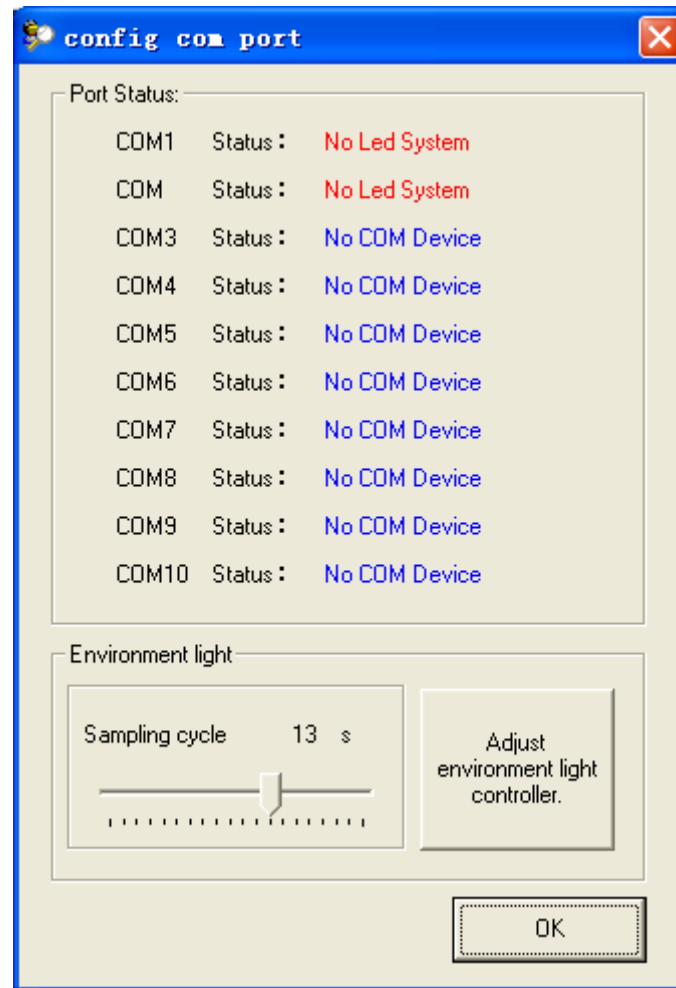 config com port
Port Status:
COM1 Status: No Led System
COM Status: No Led System
COM3 Status: No COM Device
COM4 Status: No COM Device
COM5 Status: No COM Device
COM6 Status: No COM Device
COM7 Status: No COM Device
COM8 Status: No COM Device
COM9 Status: No COM Device
COM10 Status: No COM Device
Environment light
Sampling cycle 13 s
Adjust
environment light
controller.
OK